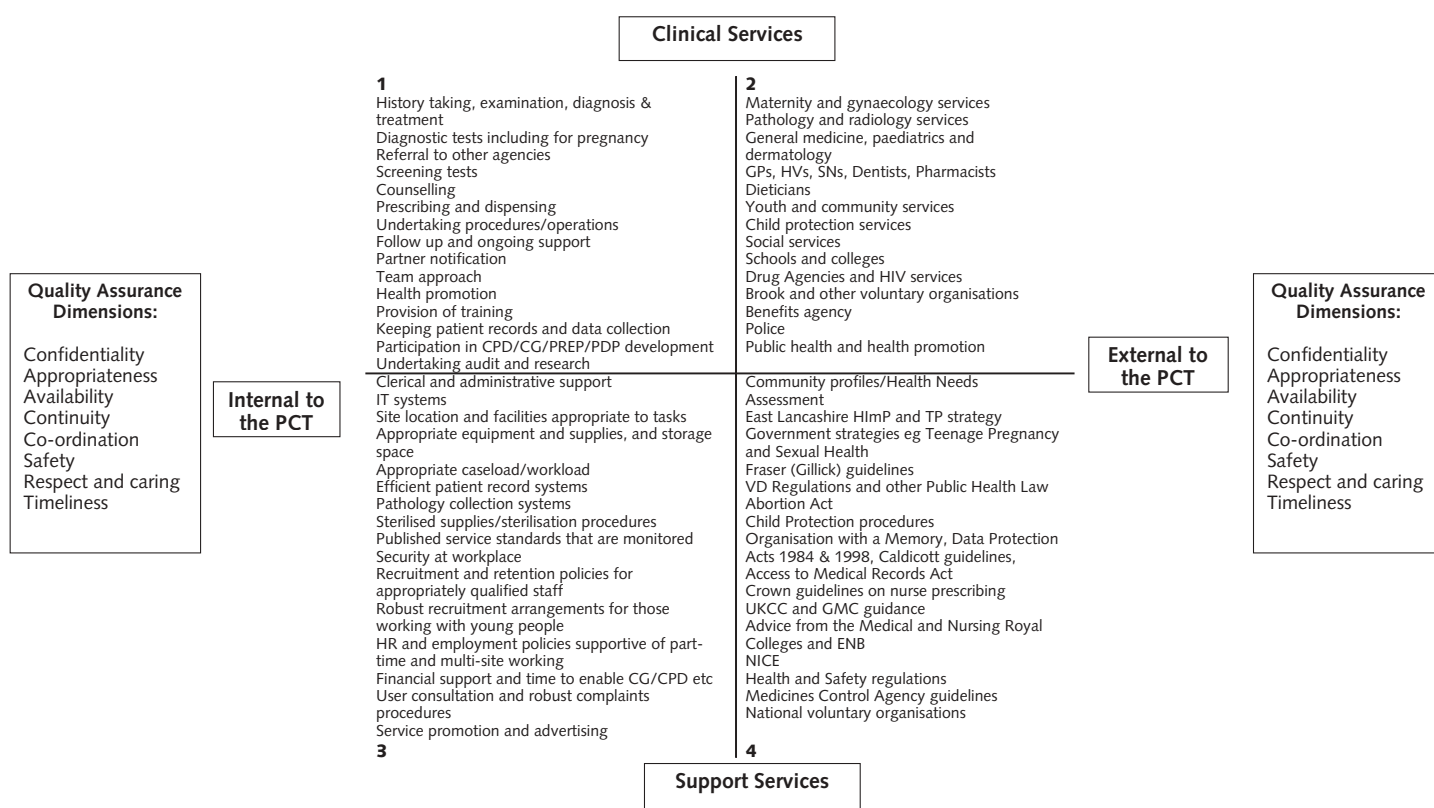 Clinical Services
1
History taking, examination, diagnosis &
treatment
Diagnostic tests including for pregnancy
Referral to other agencies
Screening tests
Counselling
Prescribing and dispensing
Undertaking procedures/operations
Follow up and ongoing support
Partner notification
Team approach
Health promotion
Provision of training
Keeping patient records and data collection
Participation in CPD/CG/PREP/PDP development
Undertaking audit and research
2
Maternity and gynaecology services
Pathology and radiology services
General medicine, paediatrics and
dermatology
GPs, HVs, SNs, Dentists, Pharmacists
Dieticians
Youth and community services
Child protection services
Social services
Schools and colleges
Drug Agencies and HIV services
Brook and other voluntary organisations
Benefits agency
Police
Public health and health promotion
Quality Assurance
Dimensions:
Confidentiality
Appropriateness
Availability
Continuity
Co-ordination
Safety
Respect and caring
Timeliness
Internal to
the PCT
External to
the PCT
Quality Assurance
Dimensions:
Confidentiality
Appropriateness
Availability
Continuity
Co-ordination
Safety
Respect and caring
Timeliness
Clerical and administrative support
IT systems
Site location and facilities appropriate to tasks
Appropriate equipment and supplies, and storage
space
Appropriate caseload/workload
Efficient patient record systems
Pathology collection systems
Sterilised supplies/sterilisation procedures
Published service standards that are monitored
Security at workplace
Recruitment and retention policies for
appropriately qualified staff
Robust recruitment arrangements for those
working with young people
HR and employment policies supportive of part-
time and multi-site working
Financial support and time to enable CG/CPD etc
User consultation and robust complaints
procedures
Service promotion and advertising
3
Community profiles/Health Needs
Assessment
East Lancashire HImP and TP strategy
Government strategies eg Teenage Pregnancy
and Sexual Health
Fraser (Gillick) guidelines
VD Regulations and other Public Health Law
Abortion Act
Child Protection procedures
Organisation with a Memory, Data Protection
Acts 1984 & 1998, Caldicott guidelines,
Access to Medical Records Act
Crown guidelines on nurse prescribing
UKCC and GMC guidance
Advice from the Medical and Nursing Royal
Colleges and ENB
NICE
Health and Safety regulations
Medicines Control Agency guidelines
National voluntary organisations
4
Support Services